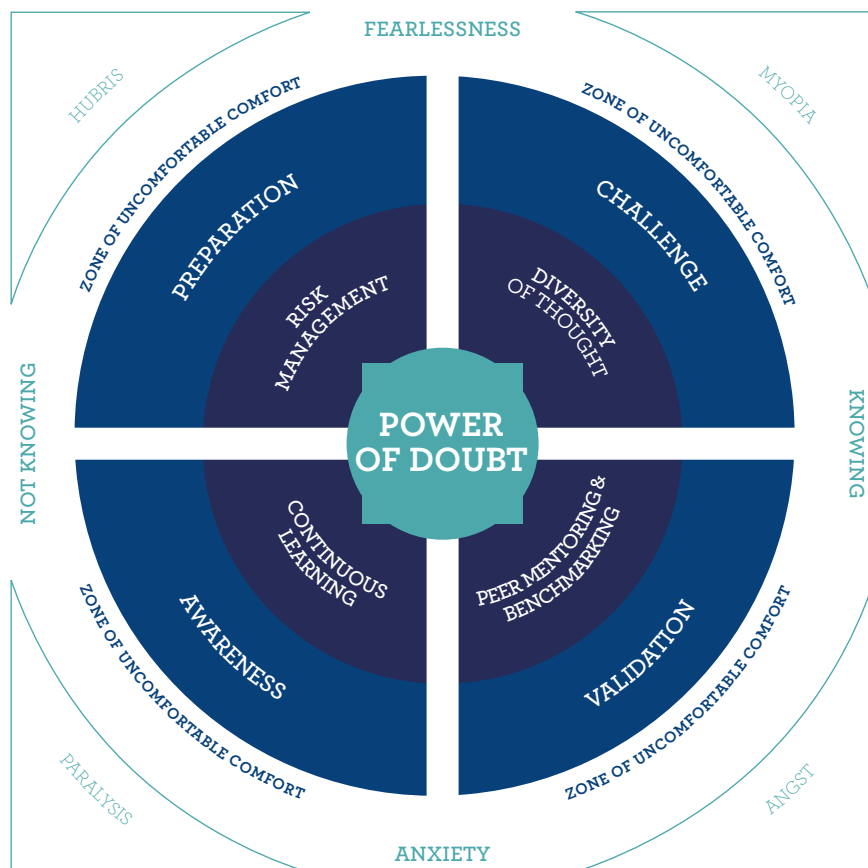 FEARLESSNESS
HUBRIS
MYOPIA
ZONE OF UNCOMFORTABLE COMFORT
ZONE OF UNCOMFORTABLE COMFORT
PREPARATION
CHALLENGE
RISK
MANAGEMENT
DIVERSITY
OF THOUGHT
NOT KNOWING
POWER
OF DOUBT
KNOWING
CONTINUOUS
LEARNING
PEER MENTORING &
BENCHMARKING
AWARENESS
VALIDATION
ZONE OF UNCOMFORTABLE COMFORT
ZONE OF UNCOMFORTABLE COMFORT
PARALYSIS
ANGST
ANXIETY